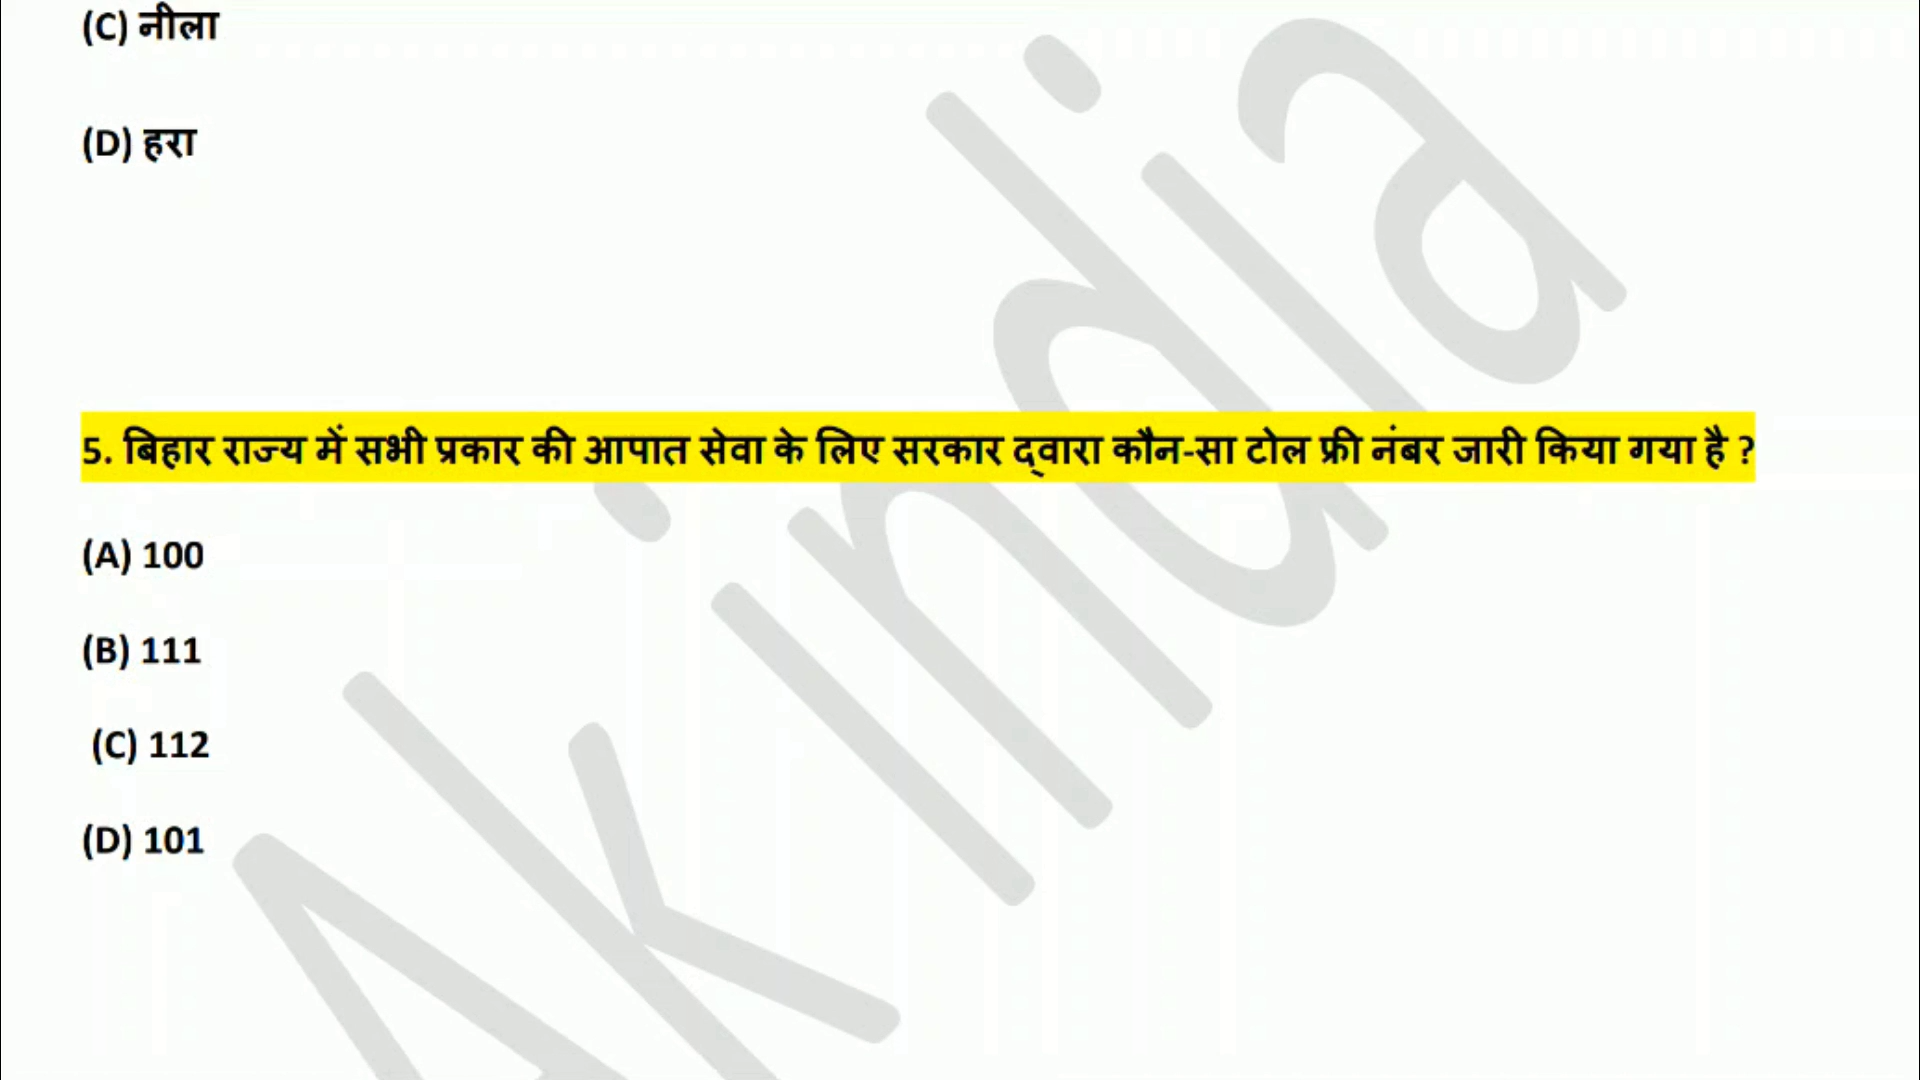 (C) नीला
(D) हरा
5. बिहार राज्य में सभी प्रकार की आपात सेवा के लिए सरकार द्वारा कौन-सा टोल फ्री नंबर जारी किया गया है ?
(A) 100
(B) 111
(C) 112
(D) 101
Ak india